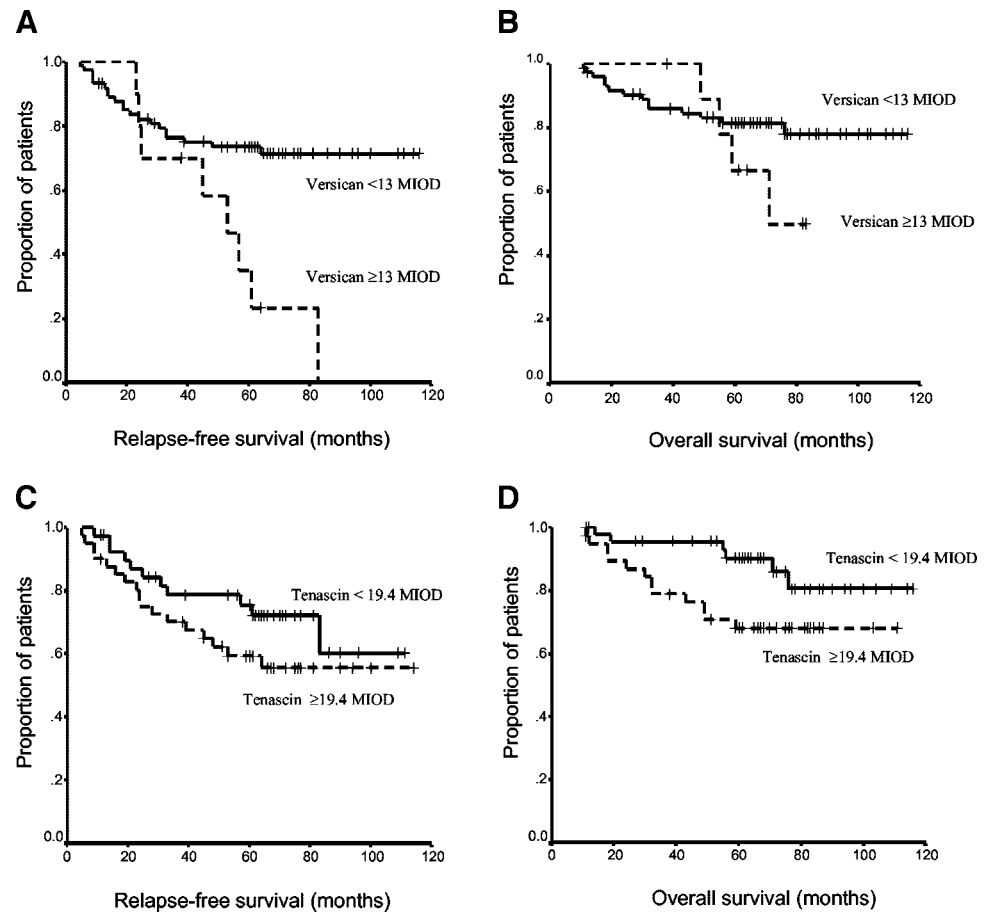 A
1.0
.8
.6
.4
.2
0.0
0 20 40 60 80 100 120
Proportion of patients
Versican <13 MIOD
Versican ≥13 MIOD
Relapse-free survival (months)
B
1.0
.8
.6
.4
.2
0.0
0 20 40 60 80 100 120
Proportion of patients
Versican <13 MIOD
Versican ≥13 MIOD
Overall survival (months)
C
1.0
.8
.6
.4
.2
0.0
0 20 40 60 80 100 120
Proportion of patients
Tenascin < 19.4 MIOD
Tenascin ≥19.4 MIOD
Relapse-free survival (months)
D
1.0
.8
.6
.4
.2
0.0
0 20 40 60 80 100 120
Proportion of patients
Tenascin < 19.4 MIOD
Tenascin ≥19.4 MIOD
Overall survival (months)